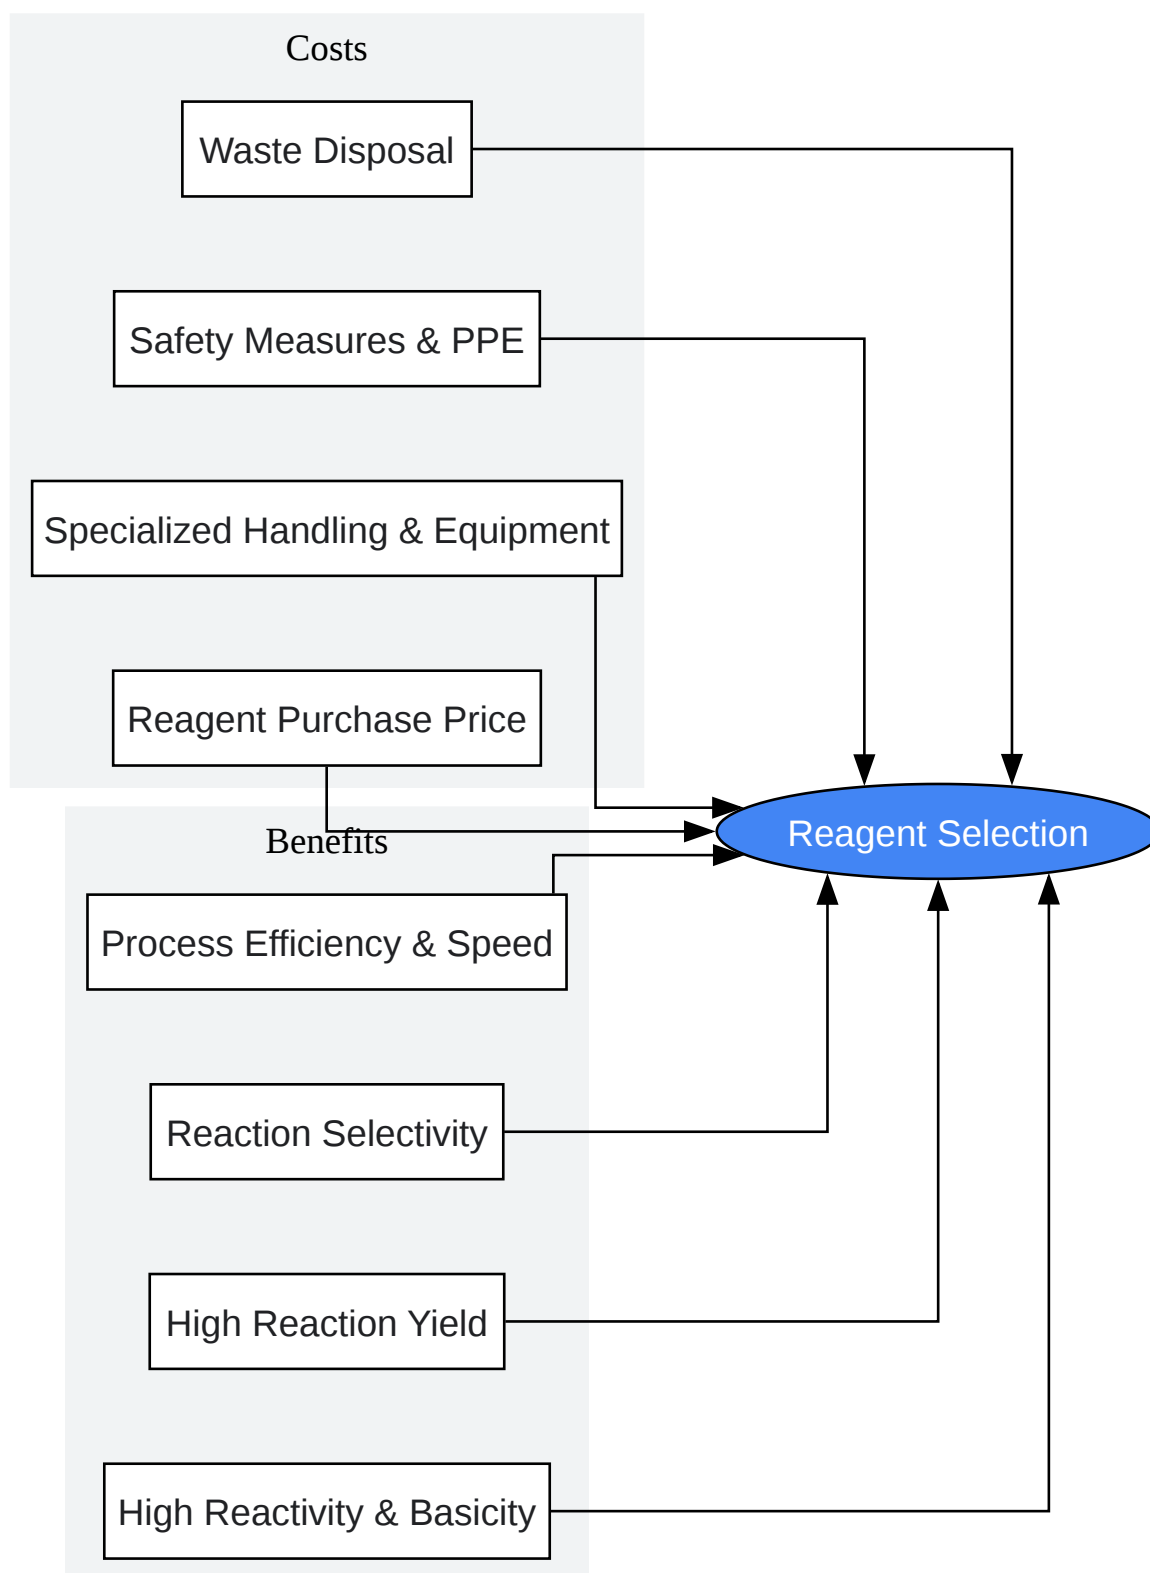 Costs
Waste Disposal
Safety Measures & PPE
Specialized Handling & Equipment
Reagent Purchase Price
Reagent Selection
Benefits
Process Efficiency & Speed
Reaction Selectivity
High Reaction Yield
High Reactivity & Basicity